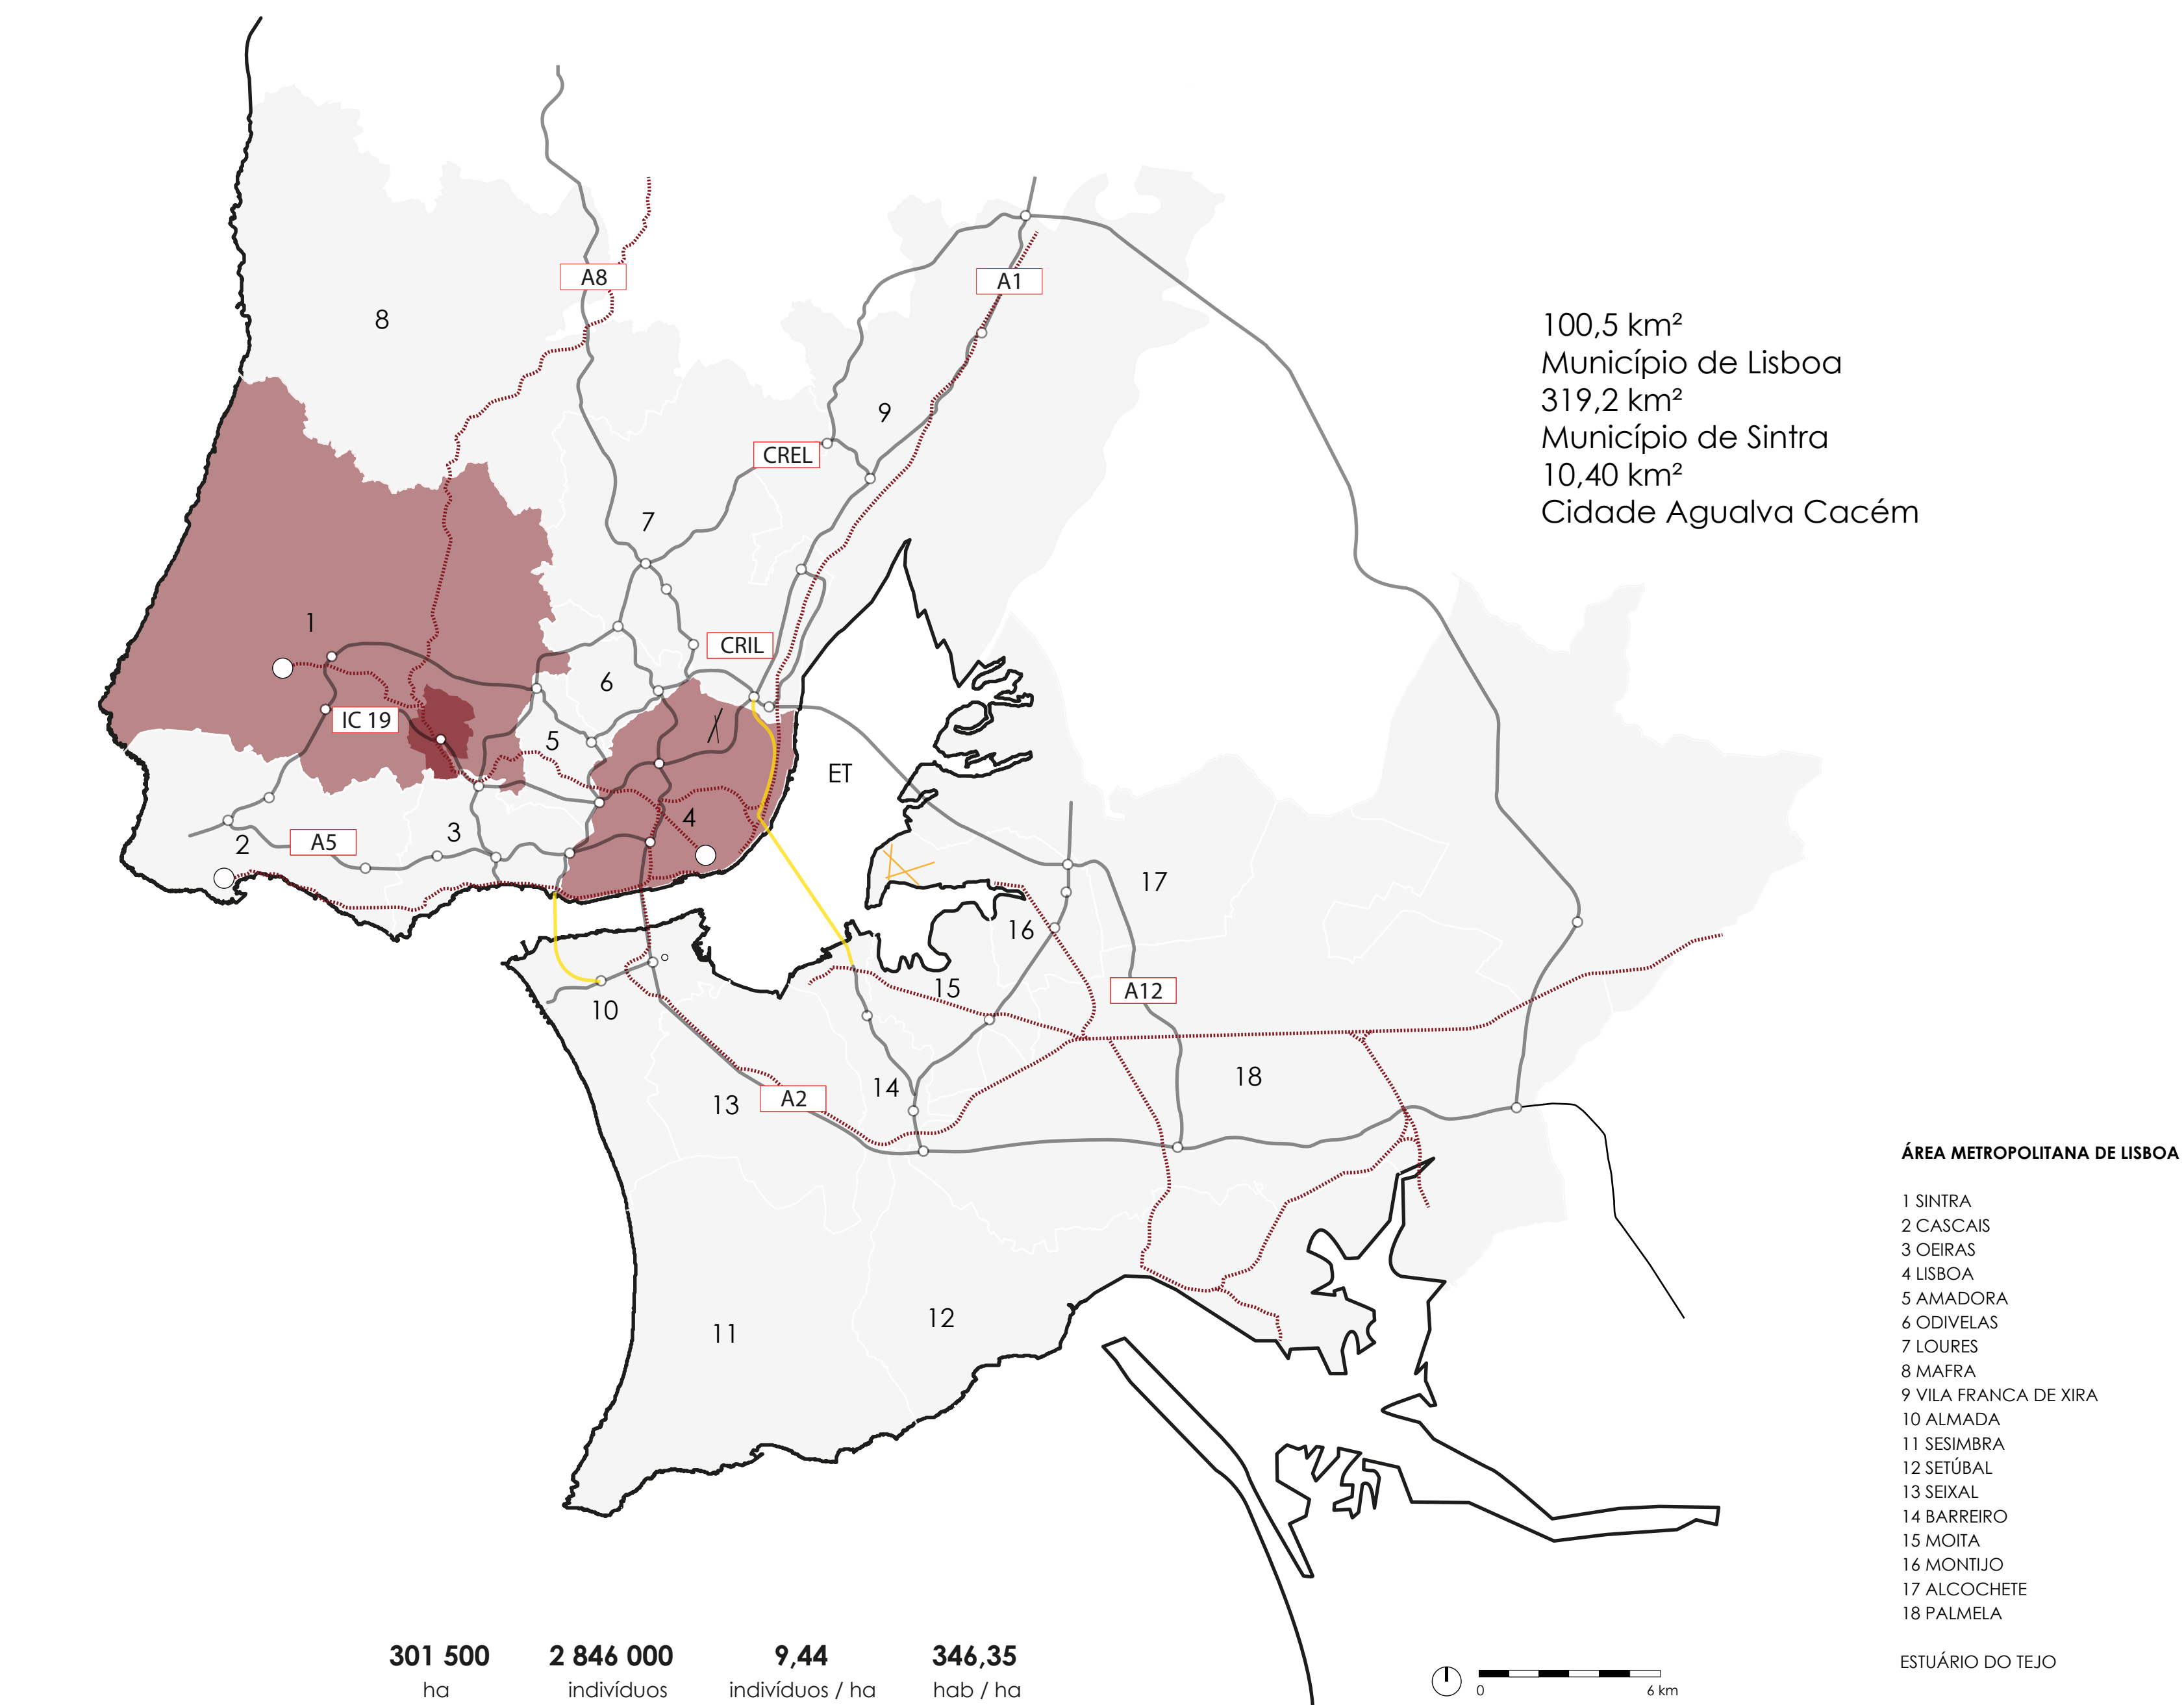 A8
A1
8
100,5 km²
Município de Lisboa
319,2 km²
Município de Sintra
10,40 km²
Cidade Agualva Cacém
9
CREL
7
1
CRIL
6
IC 19
5
ET
4
A5
3
2
17
16
15
A12
10
14
18
13
A2
12
11
ÁREA METROPOLITANA DE LISBOA
1 SINTRA
2 CASCAIS
3 OEIRAS
4 LISBOA
5 AMADORA
6 ODIVELAS
7 LOURES
8 MAFRA
9 VILA FRANCA DE XIRA
10 ALMADA
11 SESIMBRA
12 SETÚBAL
13 SEIXAL
14 BARREIRO
15 MOITA
16 MONTIJO
17 ALCOCHETE
18 PALMELA
ESTUÁRIO DO TEJO
301 500
ha
2 846 000
indivíduos
9,44
indivíduos / ha
346,35
hab / ha
0 6 km